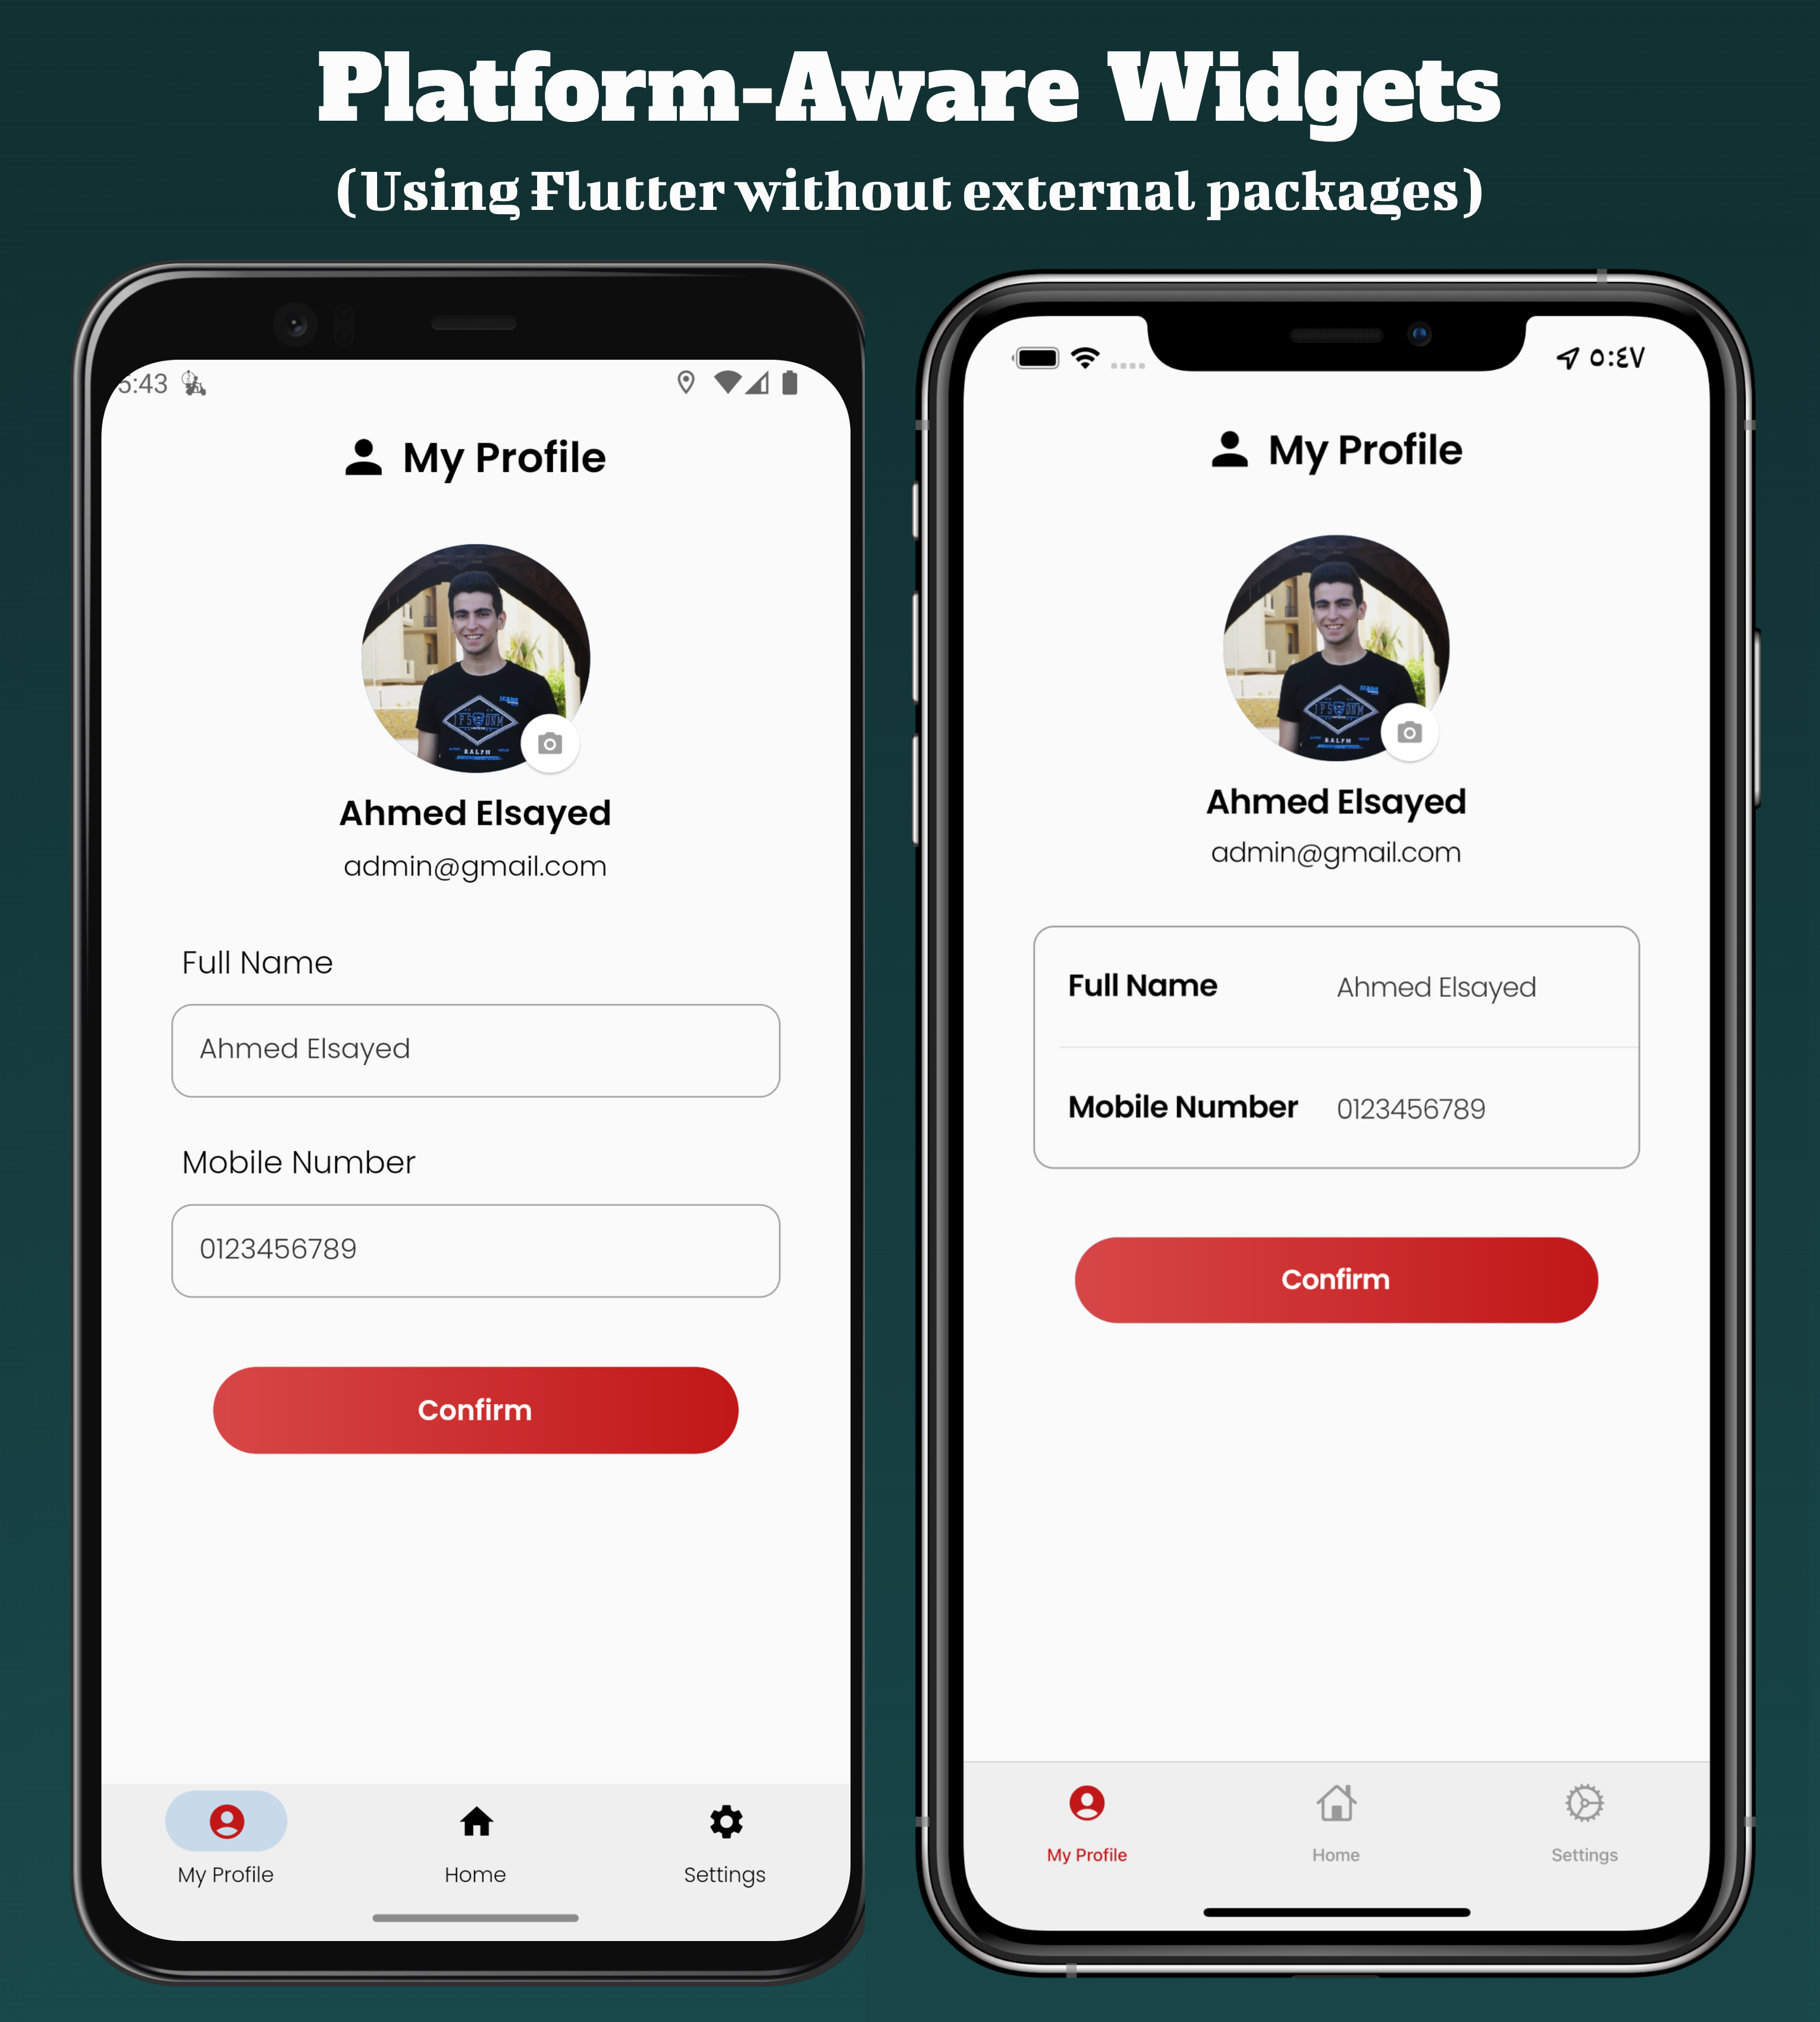 Platform-Aware Widgets
(Using Flutter without external packages)
5:43
My Profile
Ahmed Elsayed
admin@gmail.com
Full Name
Ahmed Elsayed
Mobile Number
0123456789
Confirm
My Profile
Home
Settings
٥:٤٧
My Profile
Ahmed Elsayed
admin@gmail.com
Full Name
Ahmed Elsayed
Mobile Number
0123456789
Confirm
My Profile
Home
Settings